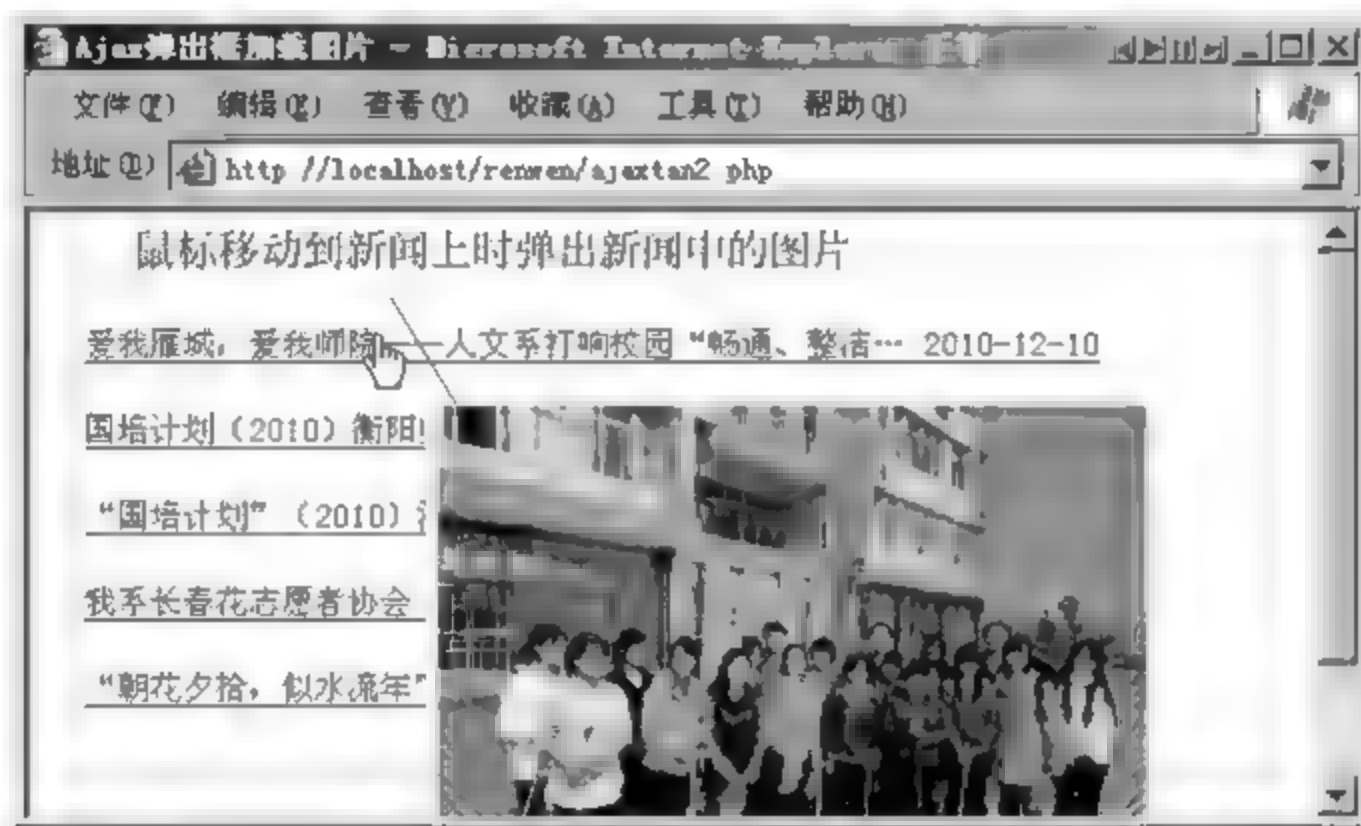 Ajax弹出框加载图片 - Microsoft Internet Explorer
文件(F) 编辑(E) 查看(V) 收藏(A) 工具(T) 帮助(H)
地址(D) http //localhost/renwen/ajaxtan2 php
鼠标移动到新闻上时弹出新闻中的图片
爱我雁城，爱我师院——人文系打响校园“畅通、整洁… 2010-12-10
国培计划（2010）衡阳
“国培计划”（2010）
我系长春花志愿者协会
“朝花夕拾，似水流年”